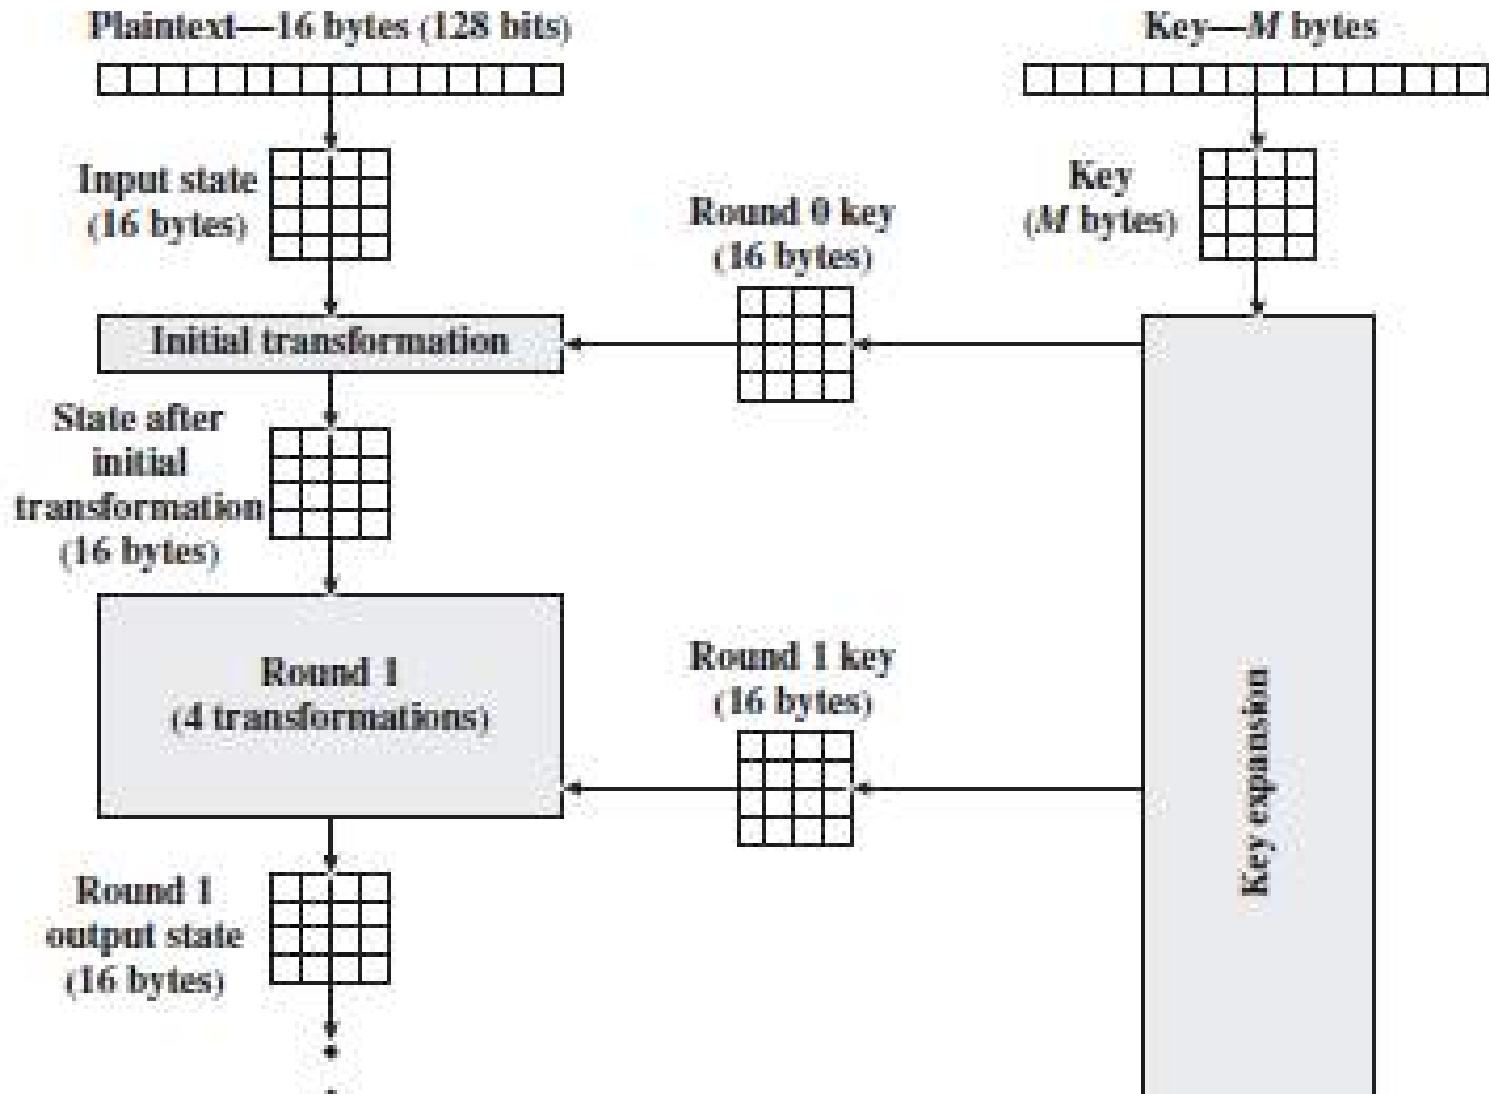 Plaintext—16 bytes (128 bits)
Key—M bytes
Input state
(16 bytes)
Key
(M bytes)
Round 0 key
(16 bytes)
Initial transformation
State after
initial
transformation
(16 bytes)
Round 1
(4 transformations)
Round 1 key
(16 bytes)
Key expansion
Round 1
output state
(16 bytes)